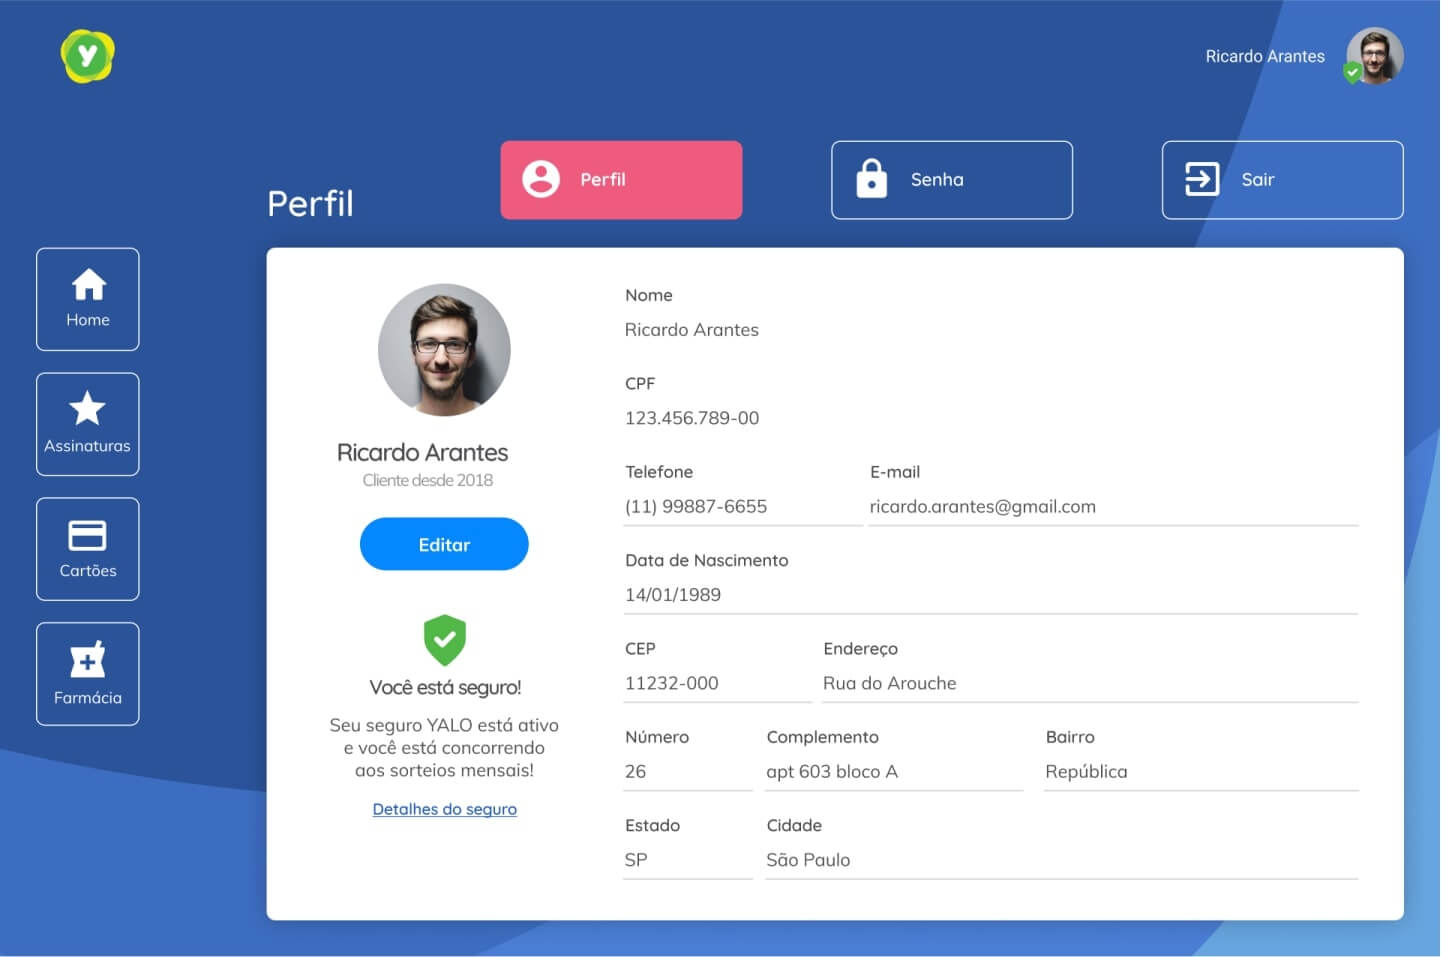 y
Ricardo Arantes
Perfil
Perfil
Senha
Sair
Home
Assinaturas
Cartões
Farmácia
Ricardo Arantes
Cliente desde 2018
Editar
Você está seguro!
Seu seguro YALO está ativo
e você está concorrendo
aos sorteios mensais!
Detalhes do seguro
Nome
Ricardo Arantes
CPF
123.456.789-00
Telefone E-mail
(11) 99887-6655 ricardo.arantes@gmail.com
Data de Nascimento
14/01/1989
CEP Endereço
11232-000 Rua do Arouche
Número Complemento Bairro
26 apt 603 bloco A República
Estado Cidade
SP São Paulo